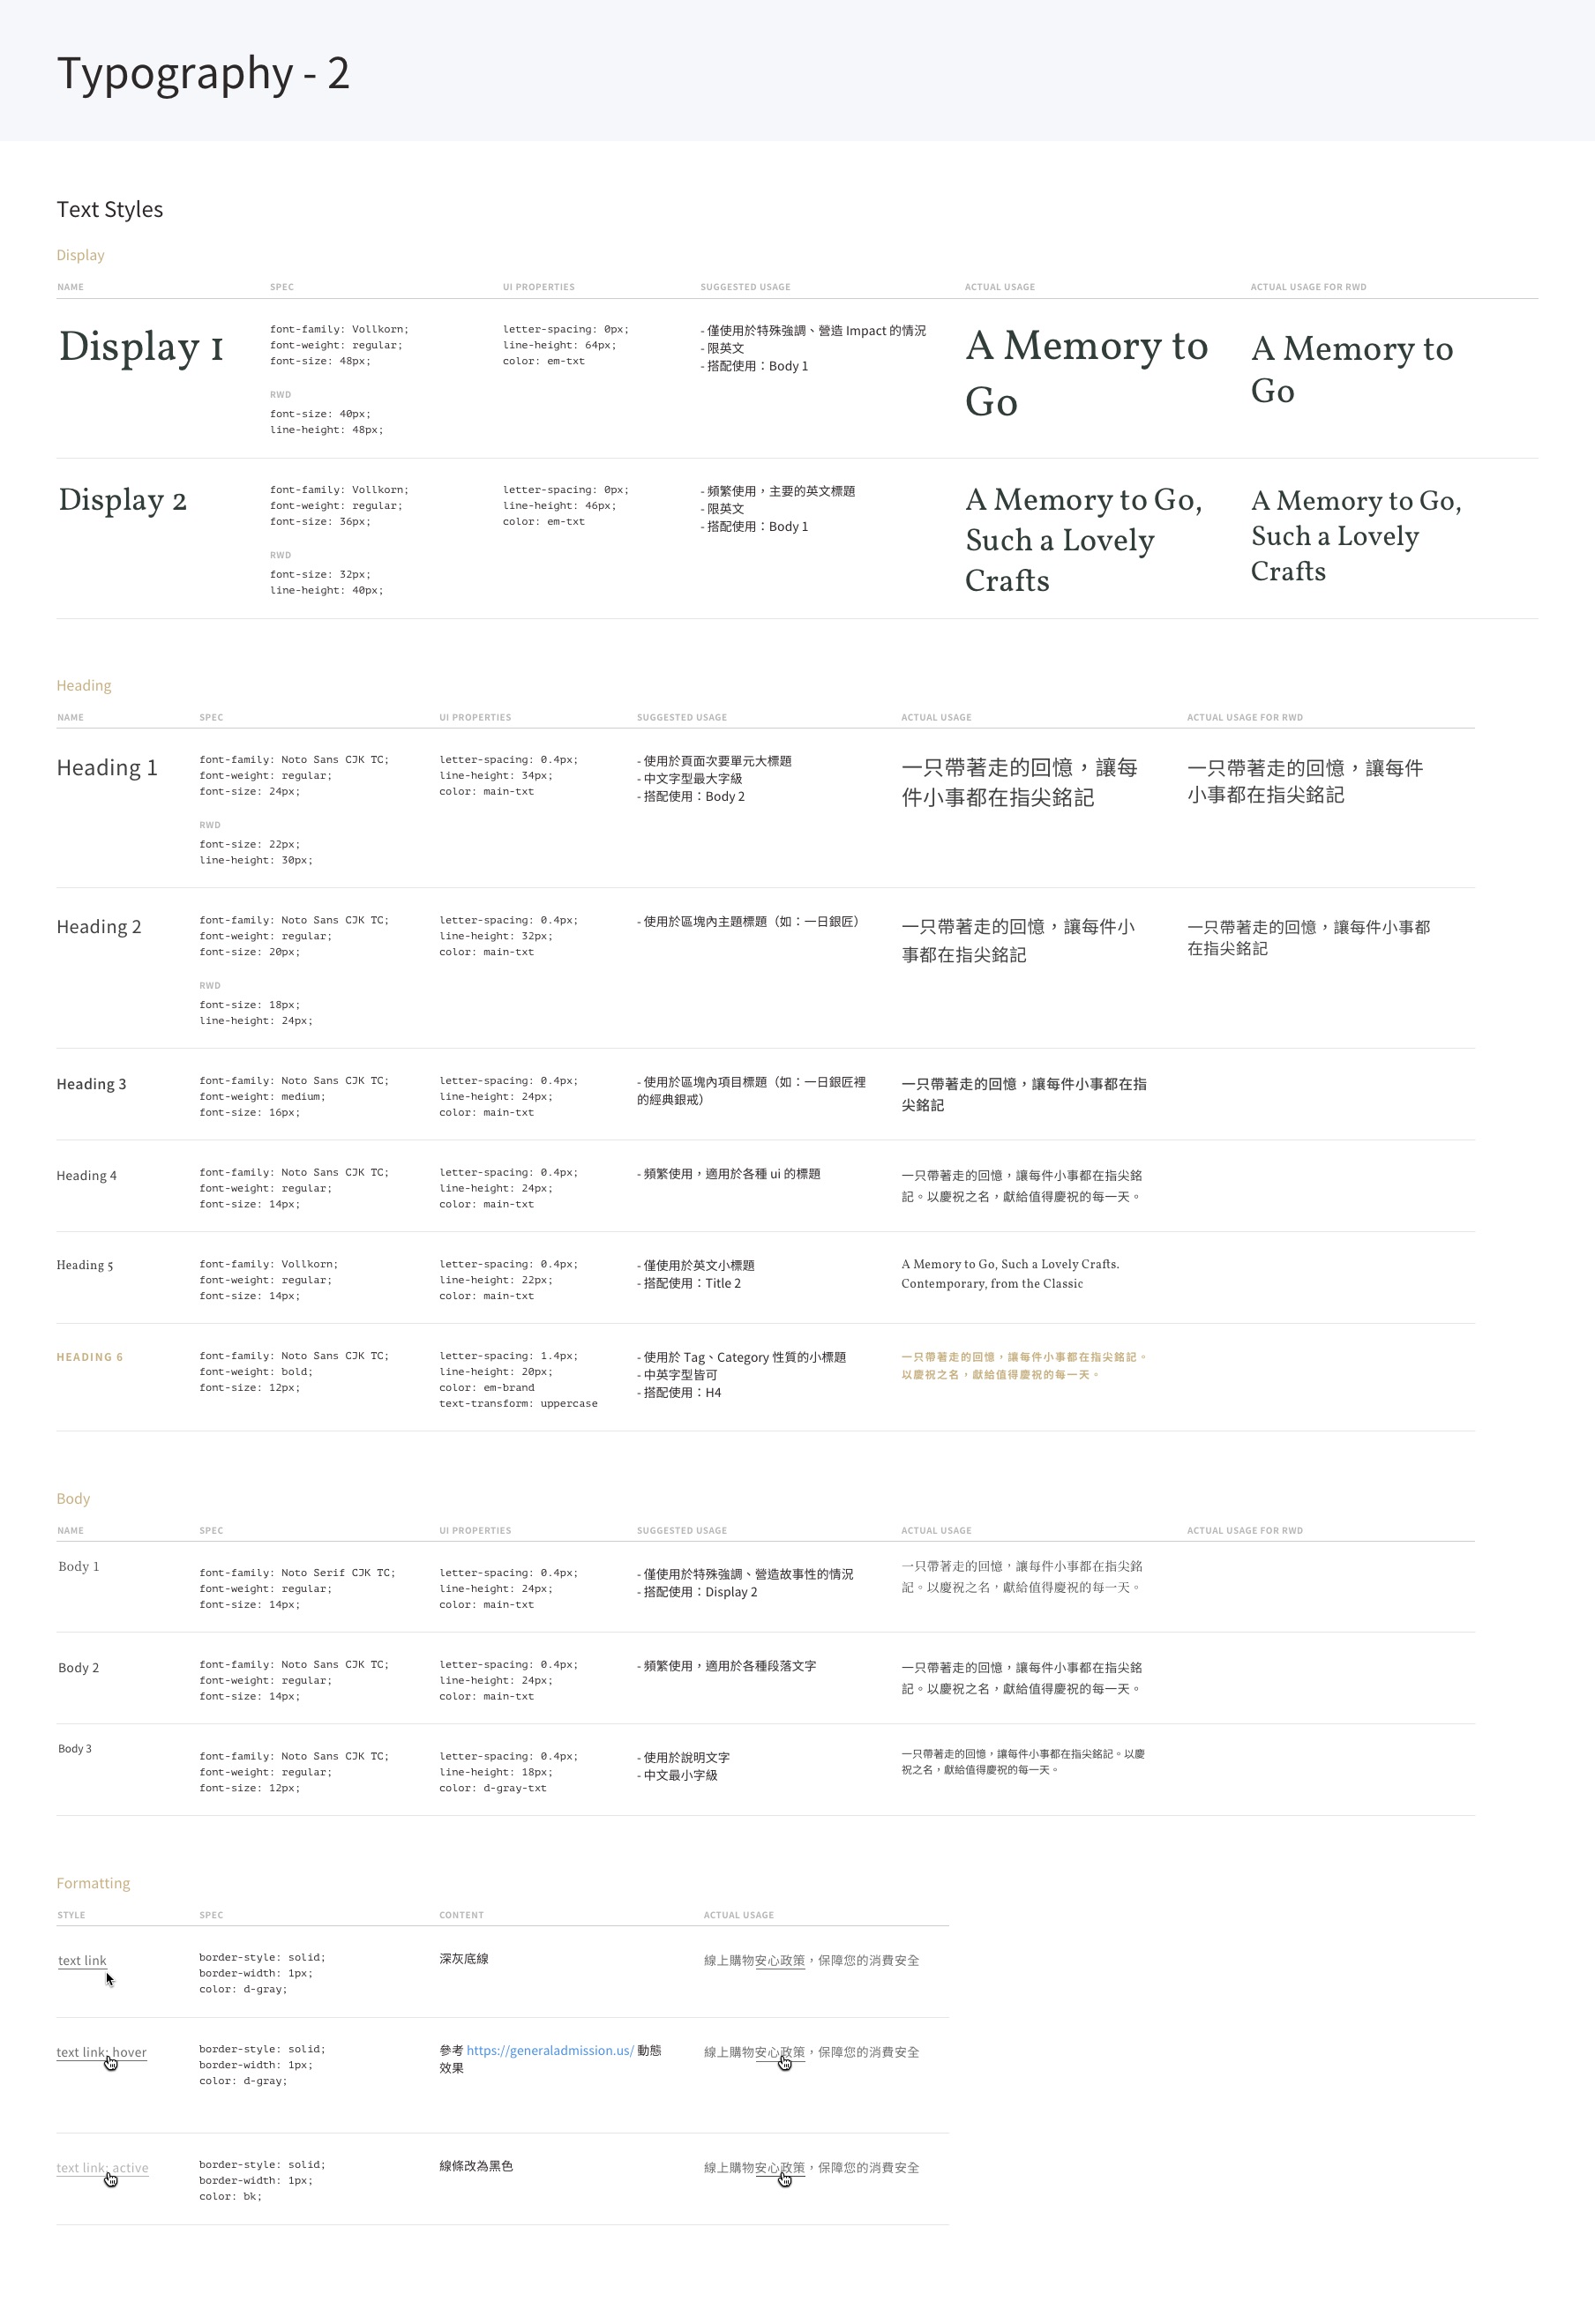 Typography - 2
Text Styles
Display
NAME SPEC UI PROPERTIES SUGGESTED USAGE ACTUAL USAGE ACTUAL USAGE FOR RWD
Display 1
font-family: Vollkorn;
font-weight: regular;
font-size: 48px;
RWD
font-size: 40px;
line-height: 48px;
letter-spacing: 0px;
line-height: 64px;
color: em-txt
- 僅使用於特殊強調、營造 Impact 的情況
- 限英文
- 搭配使用：Body 1
A Memory to
Go
A Memory to
Go
Display 2
font-family: Vollkorn;
font-weight: regular;
font-size: 36px;
RWD
font-size: 32px;
line-height: 40px;
letter-spacing: 0px;
line-height: 46px;
color: em-txt
- 頻繁使用，主要的英文標題
- 限英文
- 搭配使用：Body 1
A Memory to Go,
Such a Lovely
Crafts
A Memory to Go,
Such a Lovely
Crafts
Heading
NAME SPEC UI PROPERTIES SUGGESTED USAGE ACTUAL USAGE ACTUAL USAGE FOR RWD
Heading 1
font-family: Noto Sans CJK TC;
font-weight: regular;
font-size: 24px;
RWD
font-size: 22px;
line-height: 30px;
letter-spacing: 0.4px;
line-height: 34px;
color: main-txt
- 使用於頁面次要單元大標題
- 中文字型最大字級
- 搭配使用：Body 2
一只帶著走的回憶，讓每
件小事都在指尖銘記
一只帶著走的回憶，讓每件
小事都在指尖銘記
Heading 2
font-family: Noto Sans CJK TC;
font-weight: regular;
font-size: 20px;
RWD
font-size: 18px;
line-height: 24px;
letter-spacing: 0.4px;
line-height: 32px;
color: main-txt
- 使用於區塊內主題標題（如：一日銀匠）
一只帶著走的回憶，讓每件小
事都在指尖銘記
一只帶著走的回憶，讓每件小事都
在指尖銘記
Heading 3
font-family: Noto Sans CJK TC;
font-weight: medium;
font-size: 16px;
letter-spacing: 0.4px;
line-height: 24px;
color: main-txt
- 使用於區塊內項目標題（如：一日銀匠裡
的經典銀戒）
一只帶著走的回憶，讓每件小事都在指
尖銘記
Heading 4
font-family: Noto Sans CJK TC;
font-weight: regular;
font-size: 14px;
letter-spacing: 0.4px;
line-height: 24px;
color: main-txt
- 頻繁使用，適用於各種 ui 的標題
一只帶著走的回憶，讓每件小事都在指尖銘
記。以慶祝之名，獻給值得慶祝的每一天。
Heading 5
font-family: Vollkorn;
font-weight: regular;
font-size: 14px;
letter-spacing: 0.4px;
line-height: 22px;
color: main-txt
- 僅使用於英文小標題
- 搭配使用：Title 2
A Memory to Go, Such a Lovely Crafts.
Contemporary, from the Classic
HEADING 6
font-family: Noto Sans CJK TC;
font-weight: bold;
font-size: 12px;
letter-spacing: 1.4px;
line-height: 20px;
color: em-brand
text-transform: uppercase
- 使用於 Tag、Category 性質的小標題
- 中英字型皆可
- 搭配使用：H4
一只帶著走的回憶，讓每件小事都在指尖銘記。
以慶祝之名，獻給值得慶祝的每一天。
Body
NAME SPEC UI PROPERTIES SUGGESTED USAGE ACTUAL USAGE ACTUAL USAGE FOR RWD
Body 1
font-family: Noto Serif CJK TC;
font-weight: regular;
font-size: 14px;
letter-spacing: 0.4px;
line-height: 24px;
color: main-txt
- 僅使用於特殊強調、營造故事性的情況
- 搭配使用：Display 2
一只帶著走的回憶，讓每件小事都在指尖銘
記。以慶祝之名，獻給值得慶祝的每一天。
Body 2
font-family: Noto Sans CJK TC;
font-weight: regular;
font-size: 14px;
letter-spacing: 0.4px;
line-height: 24px;
color: main-txt
- 頻繁使用，適用於各種段落文字
一只帶著走的回憶，讓每件小事都在指尖銘
記。以慶祝之名，獻給值得慶祝的每一天。
Body 3
font-family: Noto Sans CJK TC;
font-weight: regular;
font-size: 12px;
letter-spacing: 0.4px;
line-height: 18px;
color: d-gray-txt
- 使用於說明文字
- 中文最小字級
一只帶著走的回憶，讓每件小事都在指尖銘記。以慶
祝之名，獻給值得慶祝的每一天。
Formatting
STYLE SPEC CONTENT ACTUAL USAGE
text link
border-style: solid;
border-width: 1px;
color: d-gray;
深灰底線
線上購物安心政策，保障您的消費安全
text link: hover
border-style: solid;
border-width: 1px;
color: d-gray;
參考 https://generaladmission.us/ 動態
效果
線上購物安心政策，保障您的消費安全
text link: active
border-style: solid;
border-width: 1px;
color: bk;
線條改為黑色
線上購物安心政策，保障您的消費安全